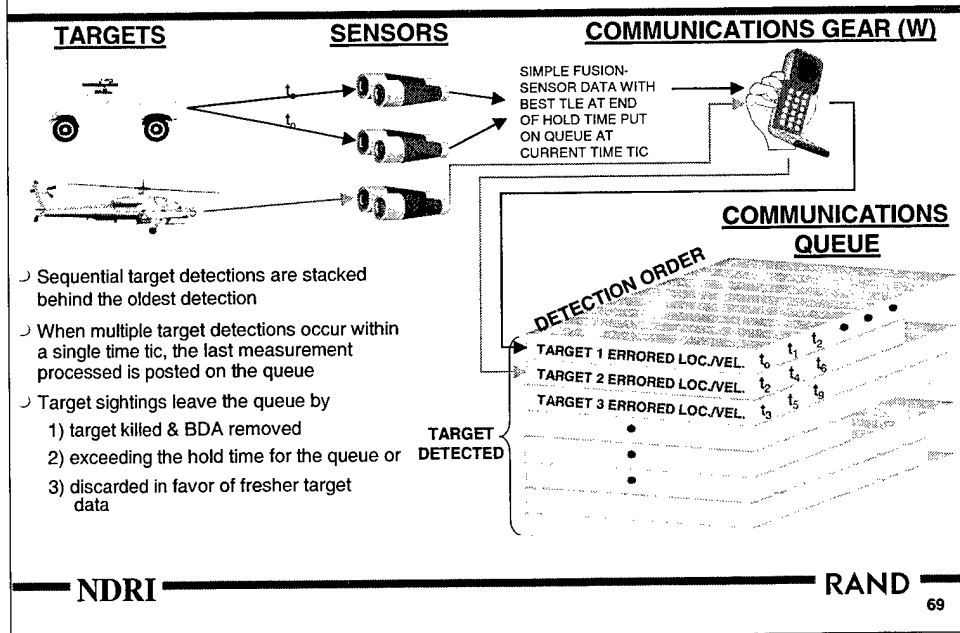 TARGETS
SENSORS
COMMUNICATIONS GEAR (W)
t₀
t₀
SIMPLE FUSION-
SENSOR DATA WITH
BEST TLE AT END
OF HOLD TIME PUT
ON QUEUE AT
CURRENT TIME TIC
COMMUNICATIONS
QUEUE
Sequential target detections are stacked
behind the oldest detection
When multiple target detections occur within
a single time tic, the last measurement
processed is posted on the queue
Target sightings leave the queue by
1) target killed & BDA removed
2) exceeding the hold time for the queue or
3) discarded in favor of fresher target
data
DETECTION ORDER
TARGET 1 ERRORED LOC./VEL. t₀ t₁ t₂
TARGET 2 ERRORED LOC./VEL. t₂ t₄ t₆
TARGET 3 ERRORED LOC./VEL. t₃ t₅ t₉
TARGET
DETECTED
NDRI
RAND
69